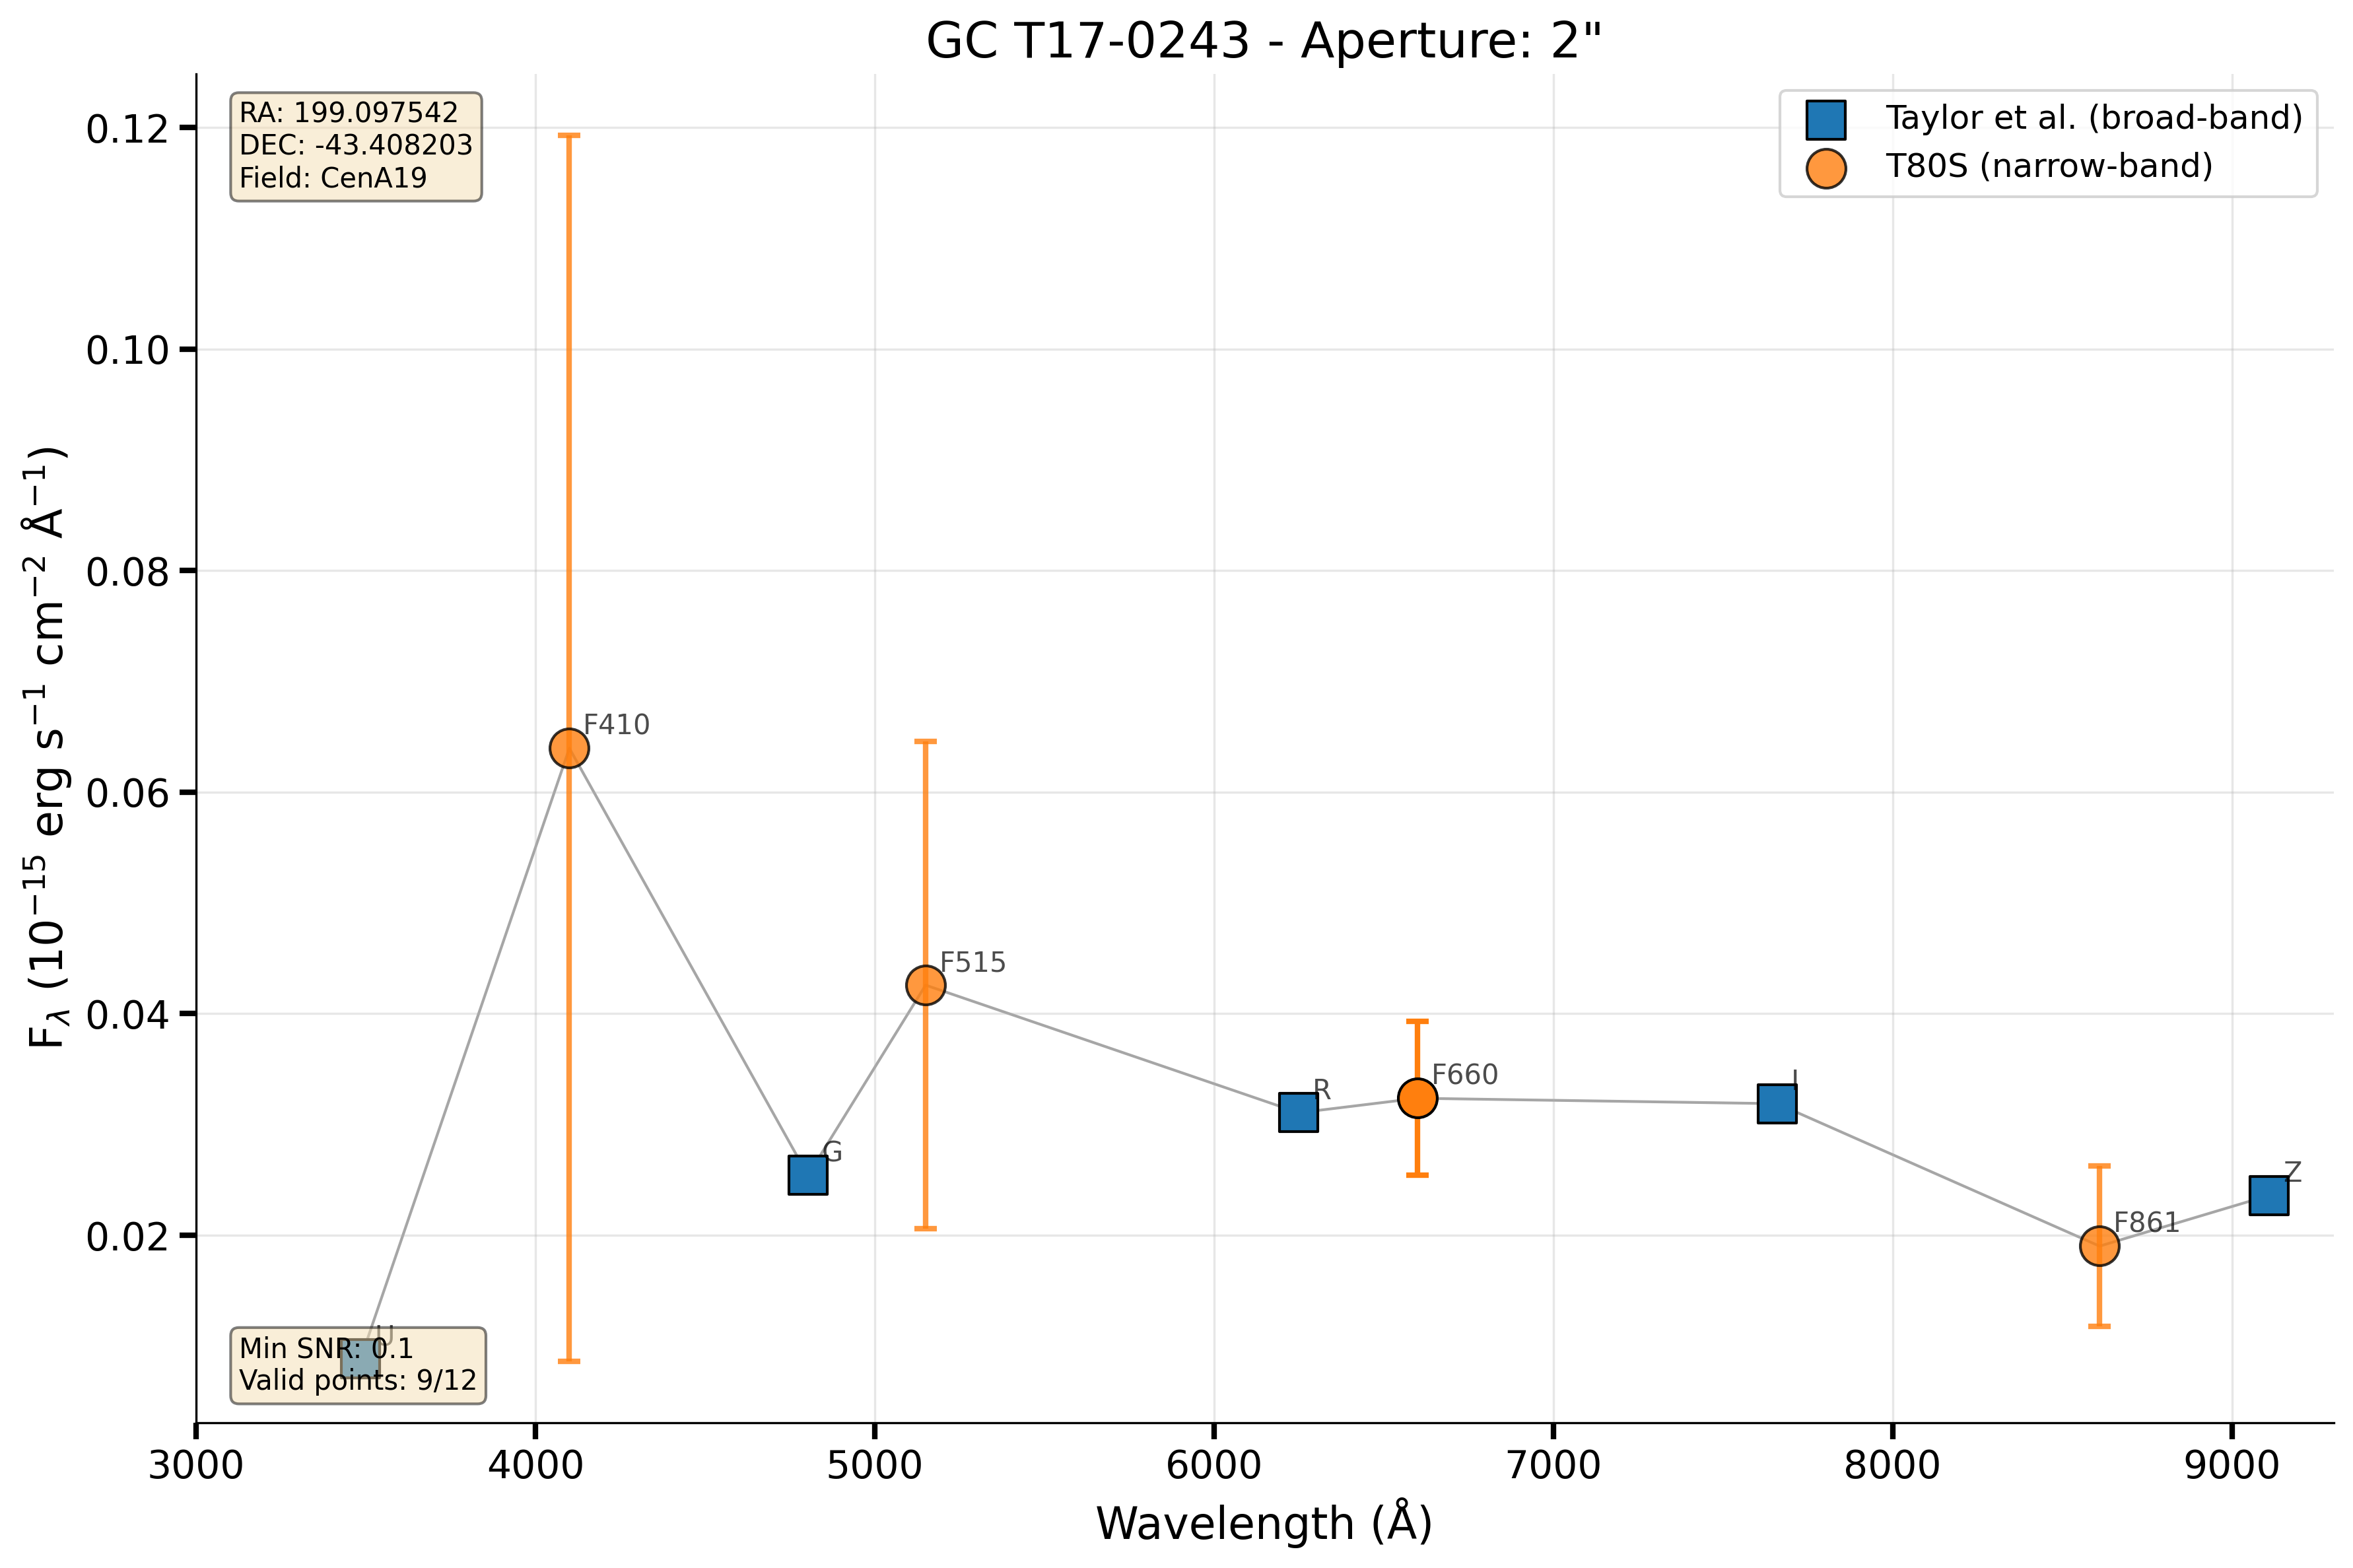 GC T17-0243 - Aperture: 2"
RA: 199.097542
DEC: -43.408203
Field: CenA19
Taylor et al. (broad-band)
T80S (narrow-band)
0.12
0.10
0.08
0.06
0.04
0.02
F410
F515
G
R
F660
I
F861
Z
U
Min SNR: 0.1
Valid points: 9/12
3000 4000 5000 6000 7000 8000 9000
Wavelength (Å)
F_λ (10⁻¹⁵ erg s⁻¹ cm⁻² Å⁻¹)